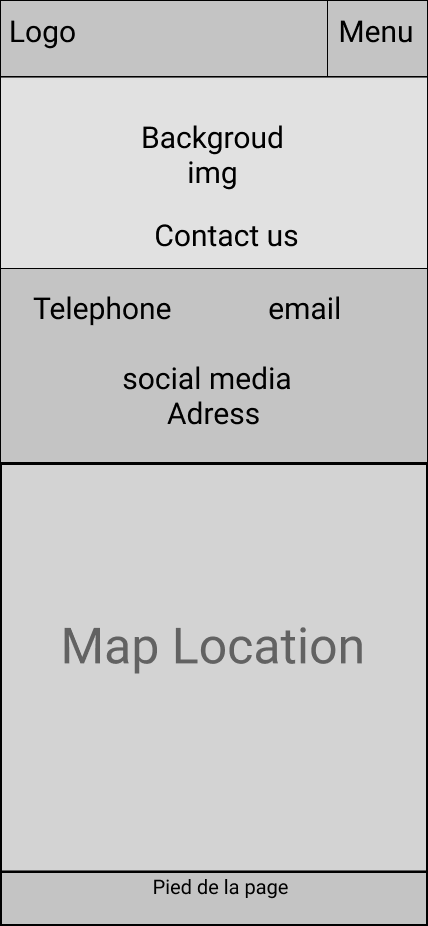 Logo
Menu
Backgroud
img
Contact us
Telephone
email
social media
Adress
Map Location
Pied de la page